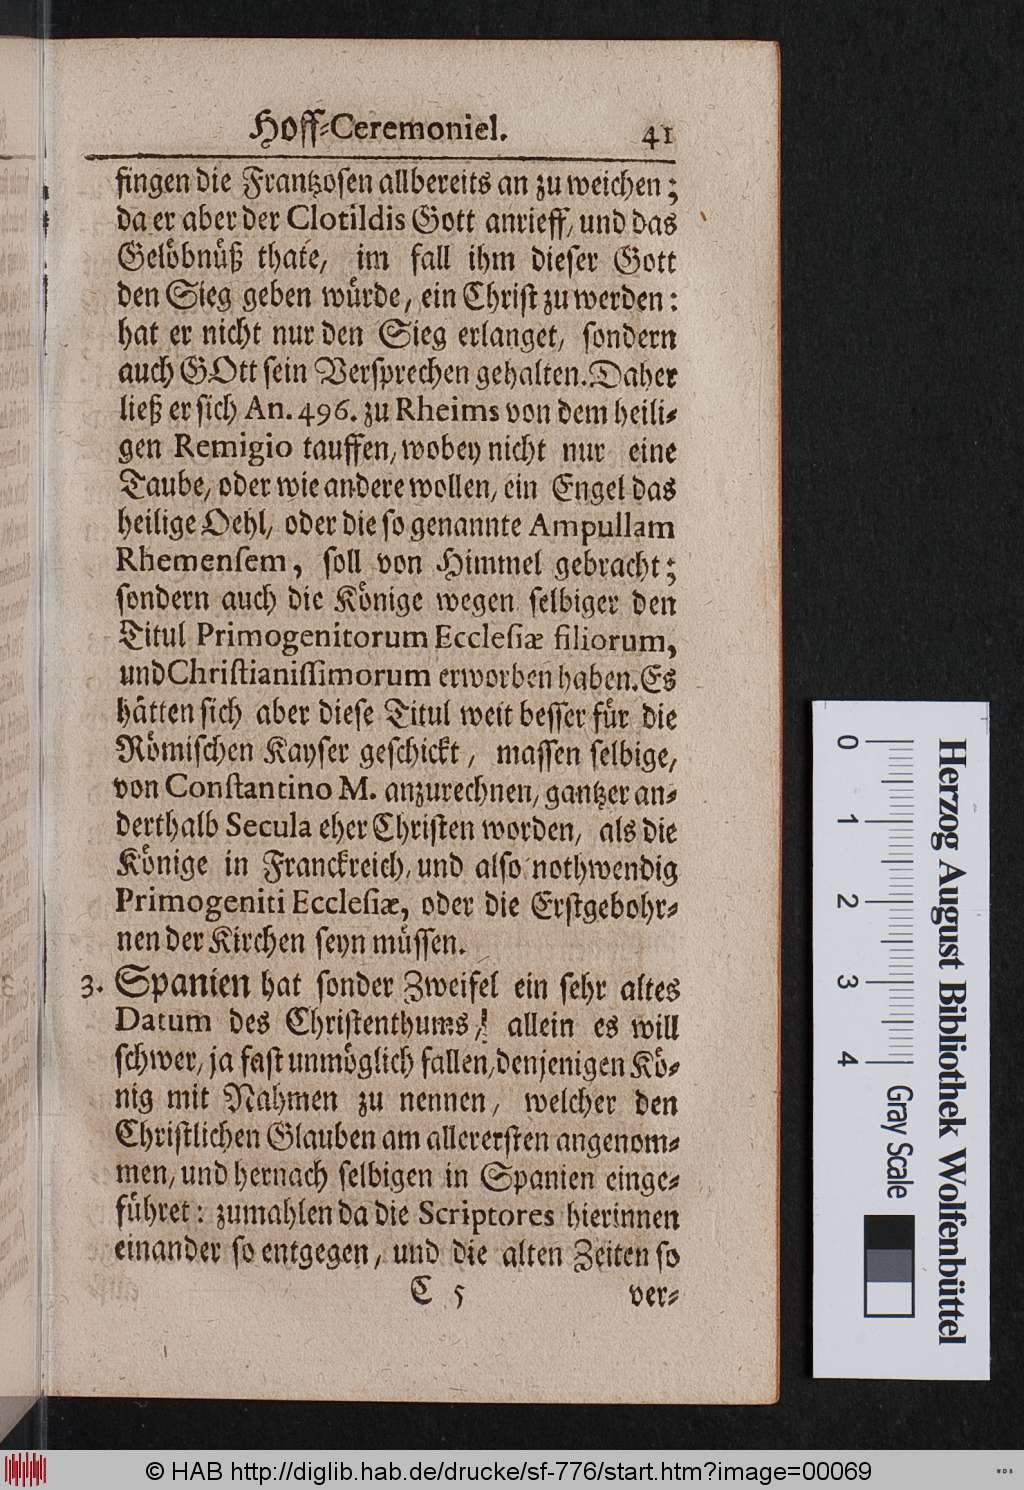 Hoff-Ceremoniel. 41
fingen die Frantzosen allbereits an zu weichen;
da er aber der Clotildis Gott anrieff, und das
Gelöbnüß thate, im fall ihm dieser Gott
den Sieg geben würde, ein Christ zu werden:
hat er nicht nur den Sieg erlanget, sondern
auch GOtt sein Versprechen gehalten. Daher
ließ er sich An. 496. zu Rheims von dem heili-
gen Remigio tauffen, wobey nicht nur eine
Taube, oder wie andere wollen, ein Engel das
heilige Oehl, oder die so genannte Ampullam
Rhemensem, soll von Himmel gebracht;
sondern auch die Könige wegen selbiger den
Titul Primogenitorum Ecclesiæ filiorum,
und Christianissimorum erworben haben. Es
hätten sich aber diese Titul weit besser für die
Römischen Kayser geschickt, massen selbige,
von Constantino M. anzurechnen, gantzer an-
derthalb Secula eher Christen worden, als die
Könige in Franckreich, und also nothwendig
Primogeniti Ecclesiæ, oder die Erstgebohr-
nen der Kirchen seyn müssen.
3. Spanien hat sonder Zweifel ein sehr altes
Datum des Christenthums, allein es will
schwer, ja fast unmöglich fallen, denjenigen Kö-
nig mit Nahmen zu nennen, welcher den
Christlichen Glauben am allerersten angenom-
men, und hernach selbigen in Spanien einge-
führet: zumahlen da die Scriptores hierinnen
einander so entgegen, und die alten Zeiten so
C 5 ver-
0 1 2 3 4 Gray Scale
Herzog August Bibliothek Wolfenbüttel
© HAB http://diglib.hab.de/drucke/sf-776/start.htm?image=00069